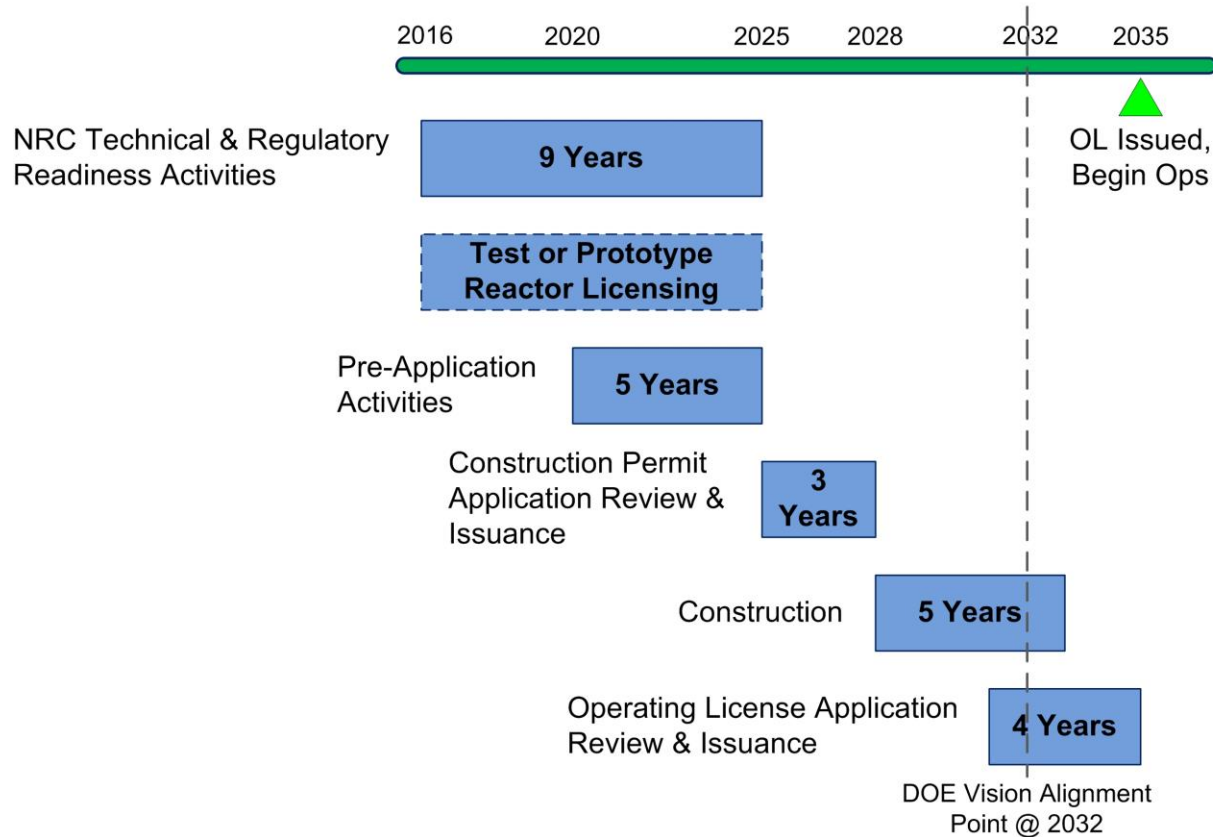 2016 2020 2025 2028 2032 2035
NRC Technical & Regulatory
Readiness Activities
9 Years
OL Issued,
Begin Ops
Test or Prototype
Reactor Licensing
Pre-Application
Activities
5 Years
Construction Permit
Application Review &
Issuance
3
Years
Construction
5 Years
Operating License Application
Review & Issuance
4 Years
DOE Vision Alignment
Point @ 2032